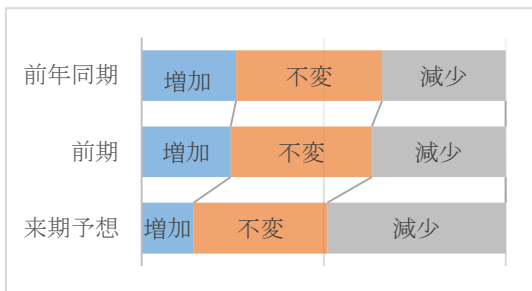 前年同期 増加 不変 減少
前期 増加 不変 減少
来期予想 増加 不変 減少